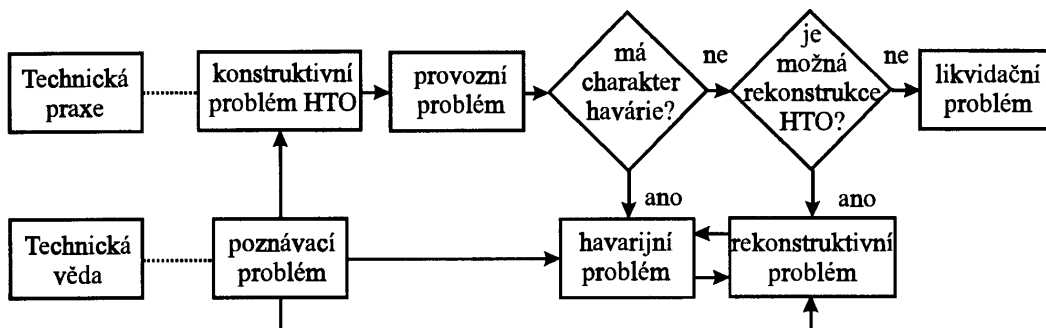 Technická
praxe
konstruktivní
problém HTO
provozní
problém
má
charakter
havárie?
ne
je
možná
rekonstrukce
HTO?
ne
likvidační
problém
ano
ano
Technická
věda
poznávací
problém
havarijní
problém
rekonstruktivní
problém